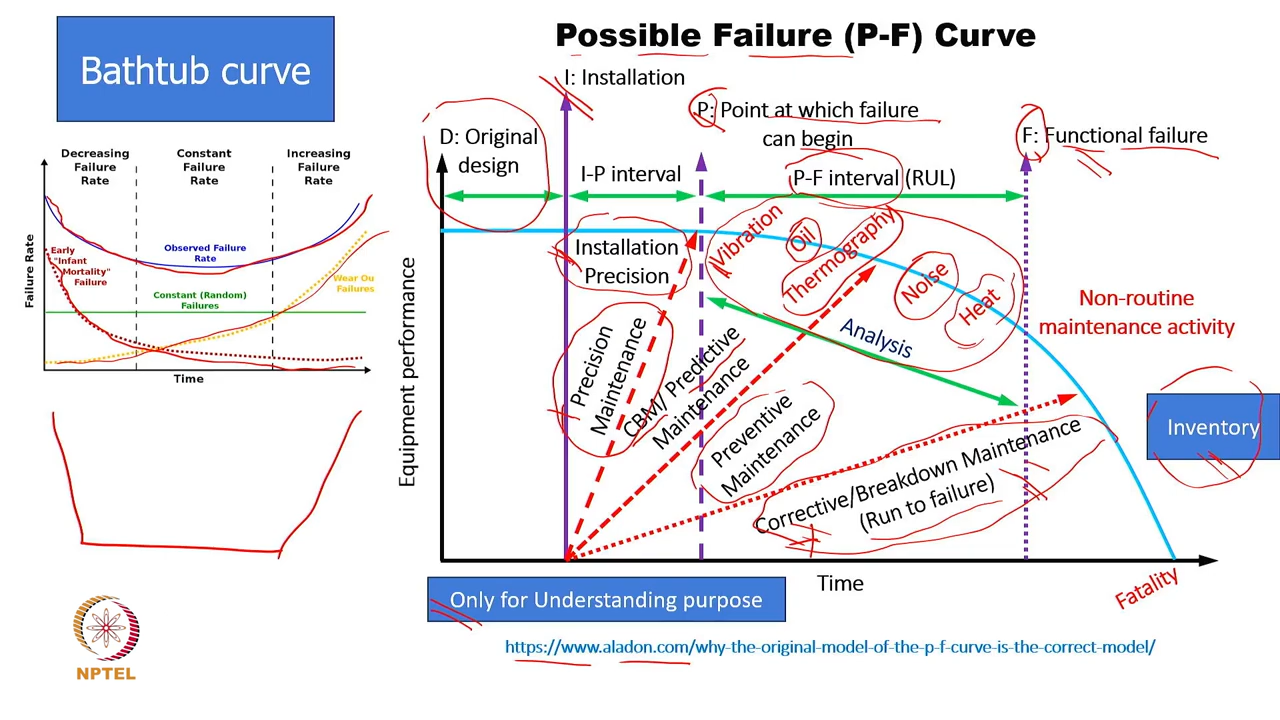 Bathtub curve
Possible Failure (P-F) Curve
I: Installation
D: Original
design
P: Point at which failure
can begin
F: Functional failure
I-P interval
P-F interval (RUL)
Decreasing
Failure
Rate
Constant
Failure
Rate
Increasing
Failure
Rate
Early
"Infant
Mortality"
Failure
Observed Failure
Rate
Constant (Random)
Failures
Wear Ou
Failures
Failure Rate
Time
Equipment performance
Installation
Precision
Vibration
Oil
Thermography
Noise
Heat
Analysis
Precision
Maintenance
CBM/ Predictive
Maintenance
Preventive
Maintenance
Corrective/Breakdown Maintenance
(Run to failure)
Non-routine
maintenance activity
Inventory
Time
Fatality
Only for Understanding purpose
https://www.aladon.com/why-the-original-model-of-the-p-f-curve-is-the-correct-model/
NPTEL